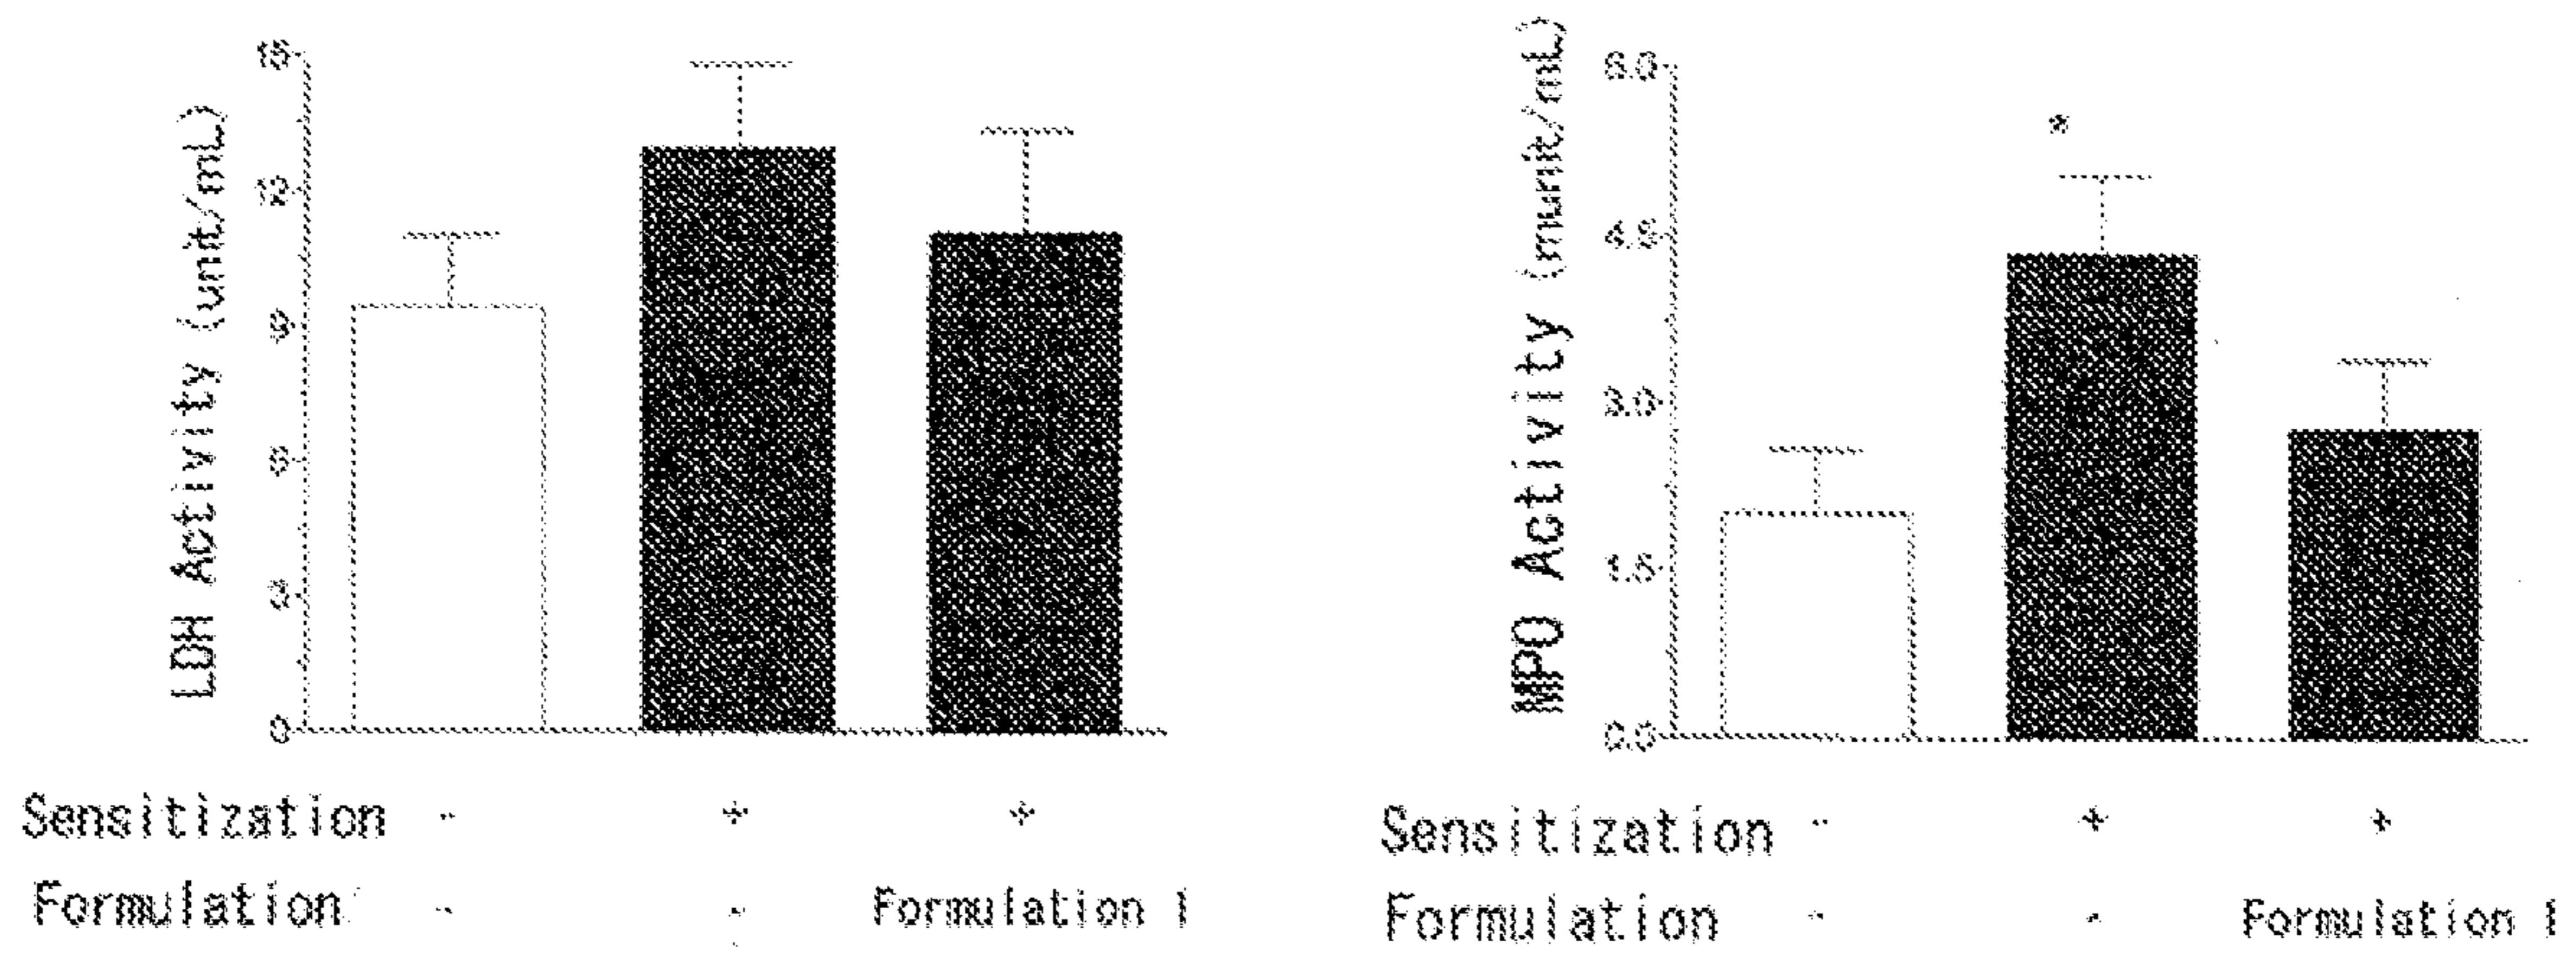 LDH Activity (unit/mL)
15
12
9
6
3
0
Sensitization - + +
Formulation - - Formulation 1
*
MPO Activity (munit/mL)
6.0
4.5
3.0
1.5
0.0
Sensitization - + +
Formulation - - Formulation 1